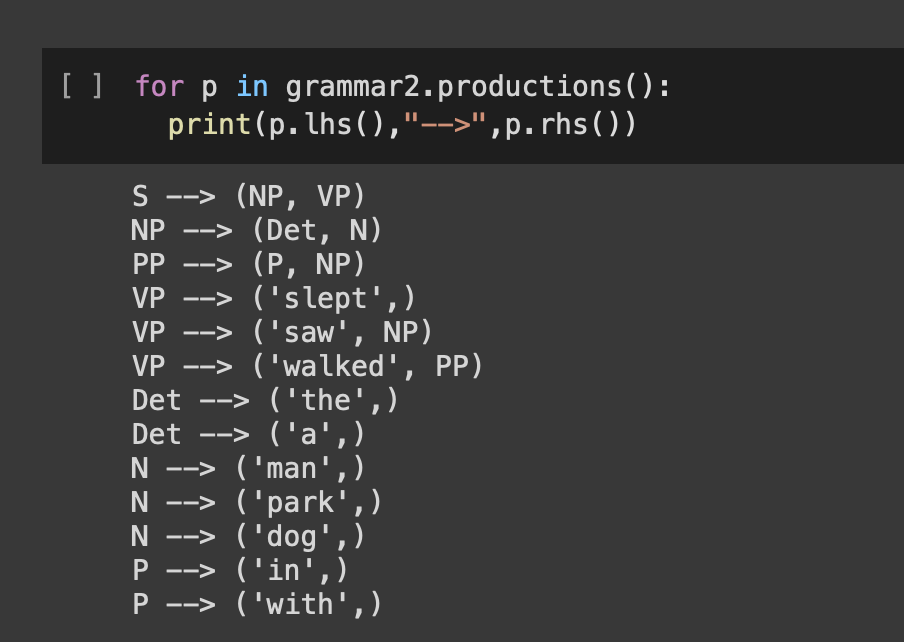 [ ] for p in grammar2.productions():
print(p.lhs(),"-->",p.rhs())
S --> (NP, VP)
NP --> (Det, N)
PP --> (P, NP)
VP --> ('slept',)
VP --> ('saw', NP)
VP --> ('walked', PP)
Det --> ('the',)
Det --> ('a',)
N --> ('man',)
N --> ('park',)
N --> ('dog',)
P --> ('in',)
P --> ('with',)